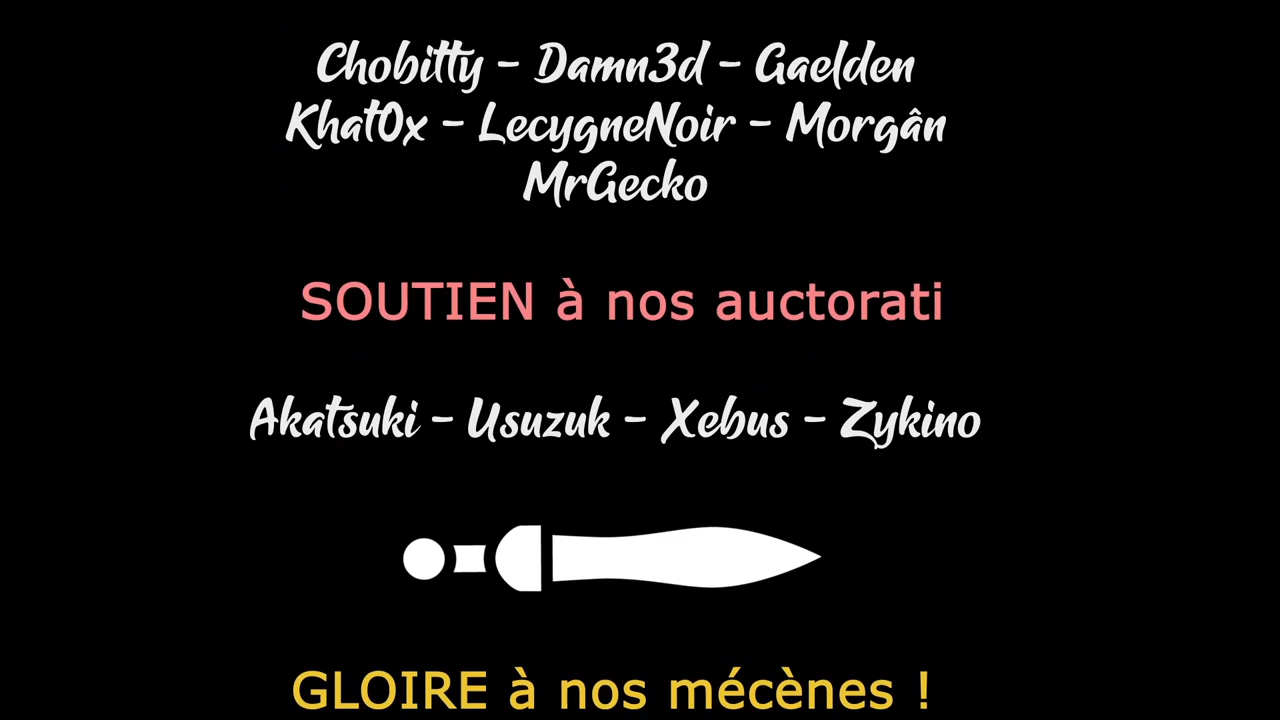 Chobitty - Damn3d - Gaelden
Khat0x - LecygneNoir - Morgân
MrGecko
SOUTIEN à nos auctorati
Akatsuki - Usuzuk - Xebus - Zykino
GLOIRE à nos mécènes !